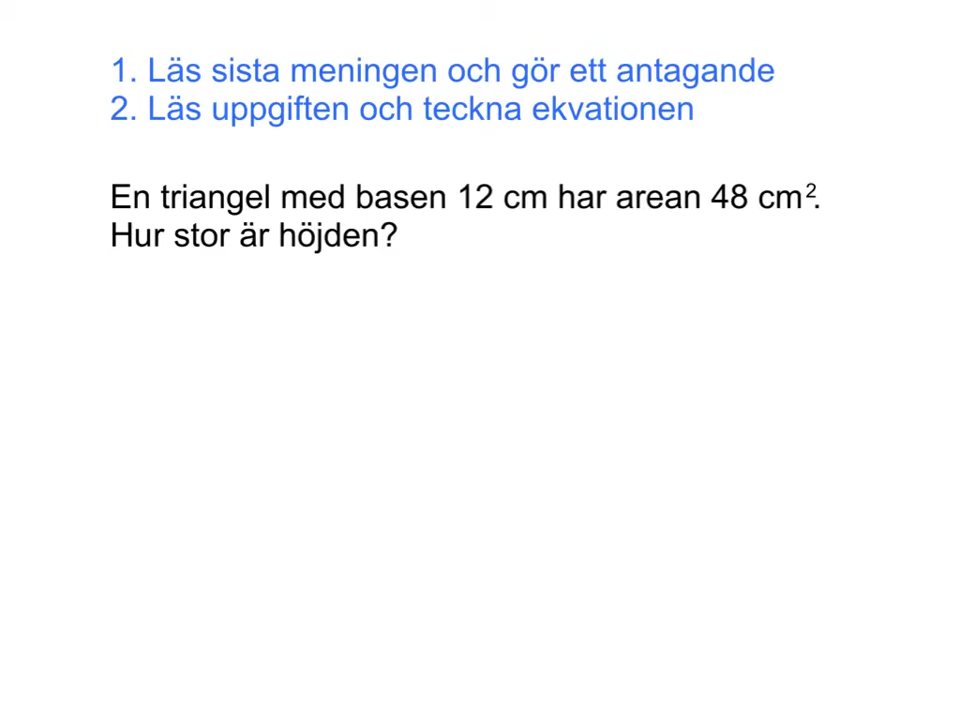 1. Läs sista meningen och gör ett antagande
2. Läs uppgiften och teckna ekvationen
En triangel med basen 12 cm har arean 48 cm².
Hur stor är höjden?